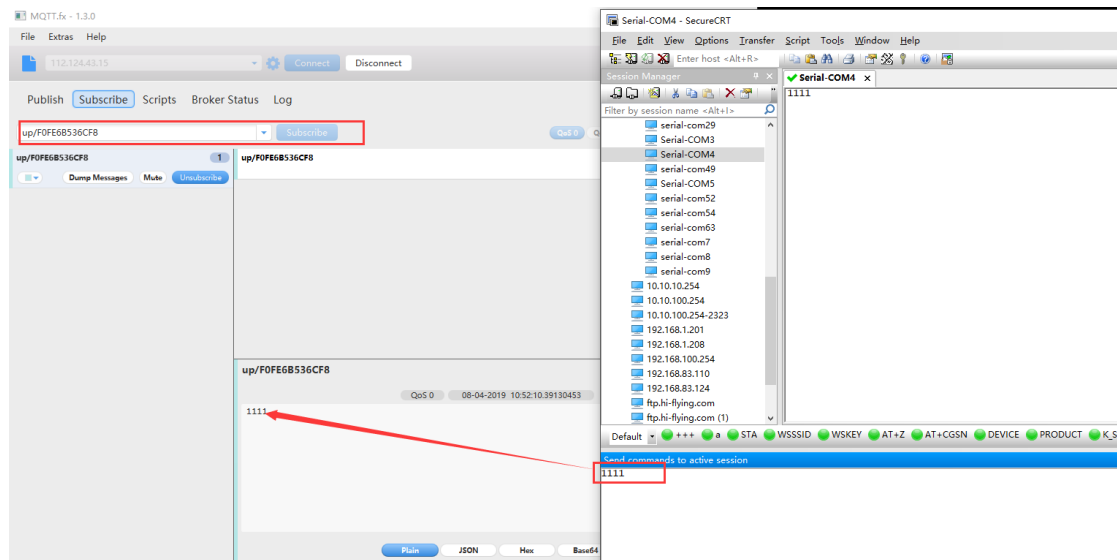 MQTT.fx - 1.3.0
File Extras Help
112.124.43.15 Connect Disconnect
Publish Subscribe Scripts Broker Status Log
up/F0FE6B536CF8 Subscribe QoS 0
up/F0FE6B536CF8 1
Dump Messages Mute Unsubscribe
up/F0FE6B536CF8
up/F0FE6B536CF8
QoS 0 08-04-2019 10:52:10.39130453
1111
Plain JSON Hex Base64
Serial-COM4 - SecureCRT
File Edit View Options Transfer Script Tools Window Help
Enter host <Alt+R>
Session Manager
Filter by session name <Alt+I>
serial-com29
Serial-COM3
Serial-COM4
serial-com49
Serial-COM5
serial-com52
serial-com54
serial-com63
serial-com7
serial-com8
serial-com9
10.10.10.254
10.10.100.254
10.10.100.254-2323
192.168.1.201
192.168.1.208
192.168.100.254
192.168.83.110
192.168.83.124
ftp.hi-flying.com
ftp.hi-flying.com (1)
Serial-COM4
1111
Default +++ a STA WSSSID WSKEY AT+Z AT+CGSN DEVICE PRODUCT K_S
Send commands to active session
1111